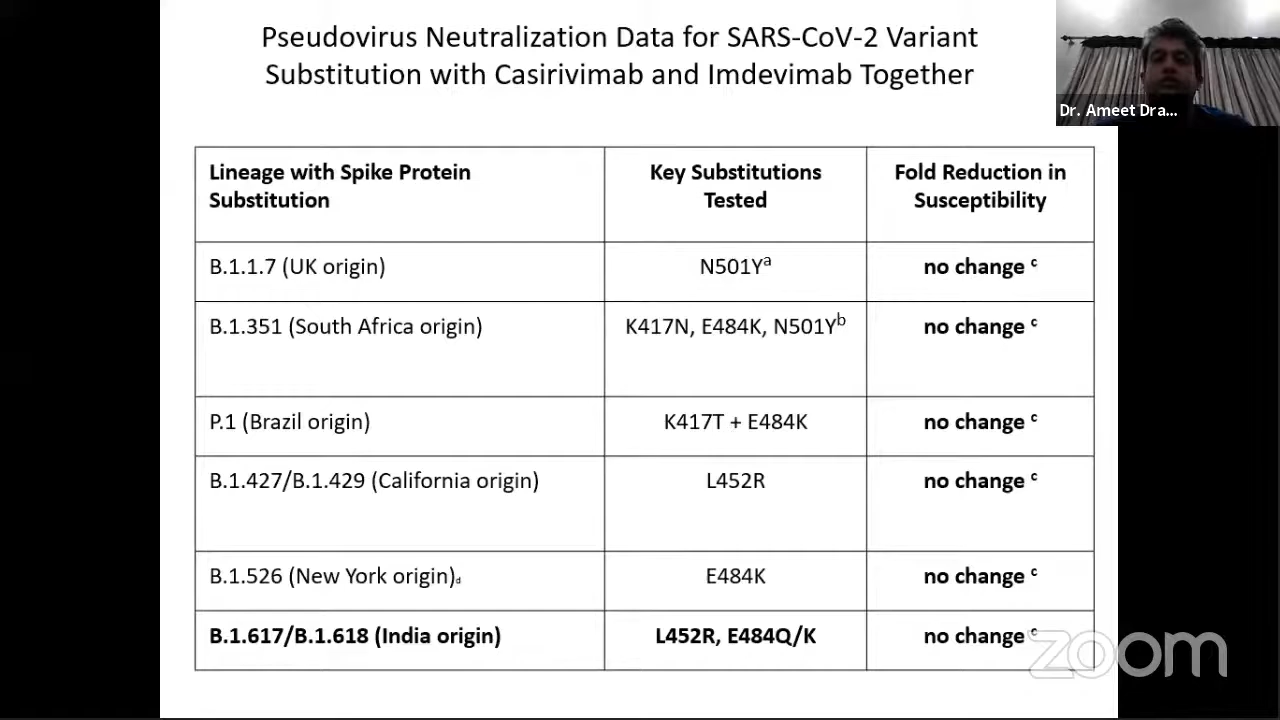 Pseudovirus Neutralization Data for SARS-CoV-2 Variant
Substitution with Casirivimab and Imdevimab Together
Dr. Ameet Dra...
Lineage with Spike Protein
Substitution
Key Substitutions
Tested
Fold Reduction in
Susceptibility
B.1.1.7 (UK origin)
N501Yᵃ
no change ᶜ
B.1.351 (South Africa origin)
K417N, E484K, N501Yᵇ
no change ᶜ
P.1 (Brazil origin)
K417T + E484K
no change ᶜ
B.1.427/B.1.429 (California origin)
L452R
no change ᶜ
B.1.526 (New York origin)d
E484K
no change ᶜ
B.1.617/B.1.618 (India origin)
L452R, E484Q/K
no change ᶜ
zoom